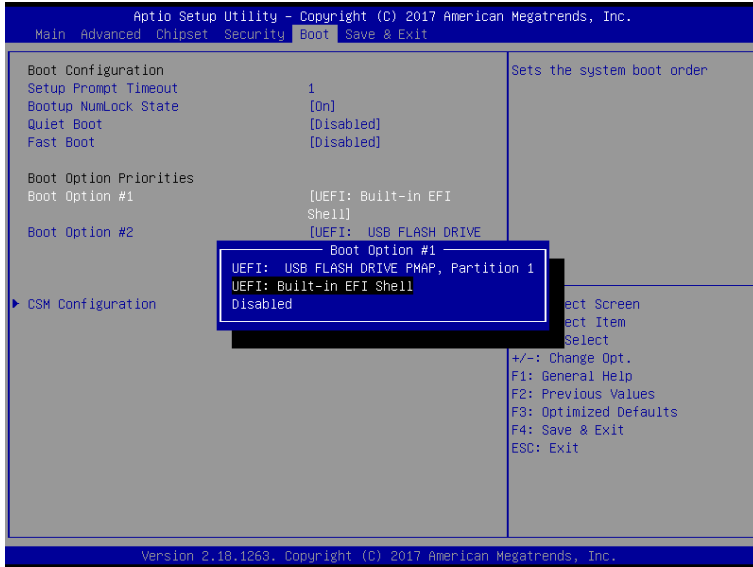 Aptio Setup Utility – Copyright (C) 2017 American Megatrends, Inc.
Main Advanced Chipset Security Boot Save & Exit
Boot Configuration
Setup Prompt Timeout 1
Bootup NumLock State [On]
Quiet Boot [Disabled]
Fast Boot [Disabled]
Boot Option Priorities
Boot Option #1 [UEFI: Built-in EFI
Shell]
Boot Option #2 [UEFI: USB FLASH DRIVE
CSM Configuration
Boot Option #1
UEFI: USB FLASH DRIVE PMAP, Partition 1
UEFI: Built-in EFI Shell
Disabled
Sets the system boot order
ect Screen
ect Item
Select
+/-: Change Opt.
F1: General Help
F2: Previous Values
F3: Optimized Defaults
F4: Save & Exit
ESC: Exit
Version 2.18.1263. Copyright (C) 2017 American Megatrends, Inc.